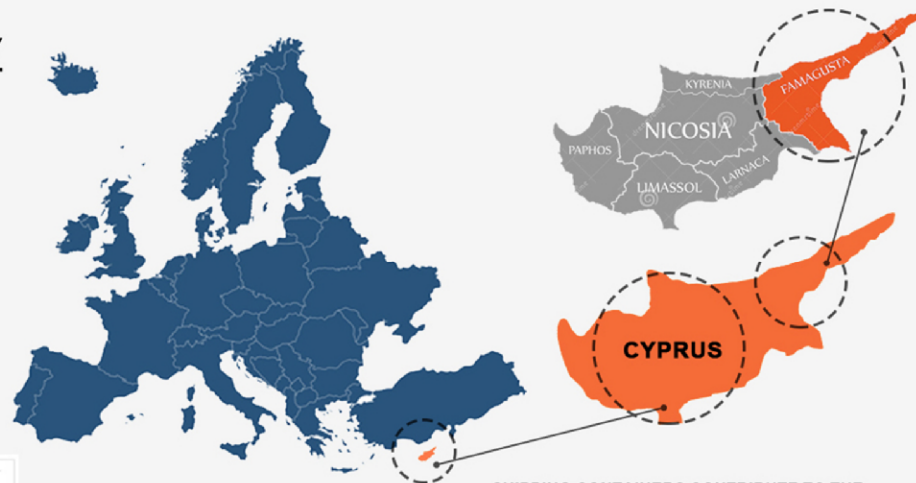 FAMAGUSTA
KYRENIA
NICOSIA
PAPHOS
LARNACA
LIMASSOL
CYPRUS